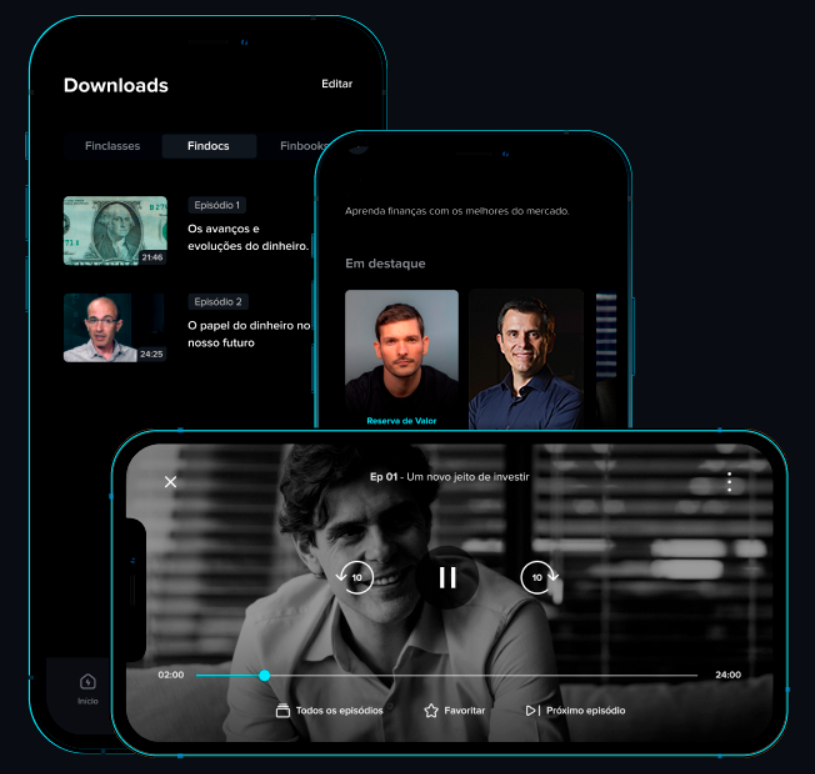 Downloads
Editar
Finclasses
Findocs
Finbooks
Episódio 1
Os avanços e
evoluções do dinheiro.
21:46
Episódio 2
O papel do dinheiro no
nosso futuro
24:25
Início
Aprenda finanças com os melhores do mercado.
Em destaque
Reserva de Valor
Ep 01 - Um novo jeito de investir
10
10
02:00
24:00
Todos os episódios
Favoritar
Próximo episódio